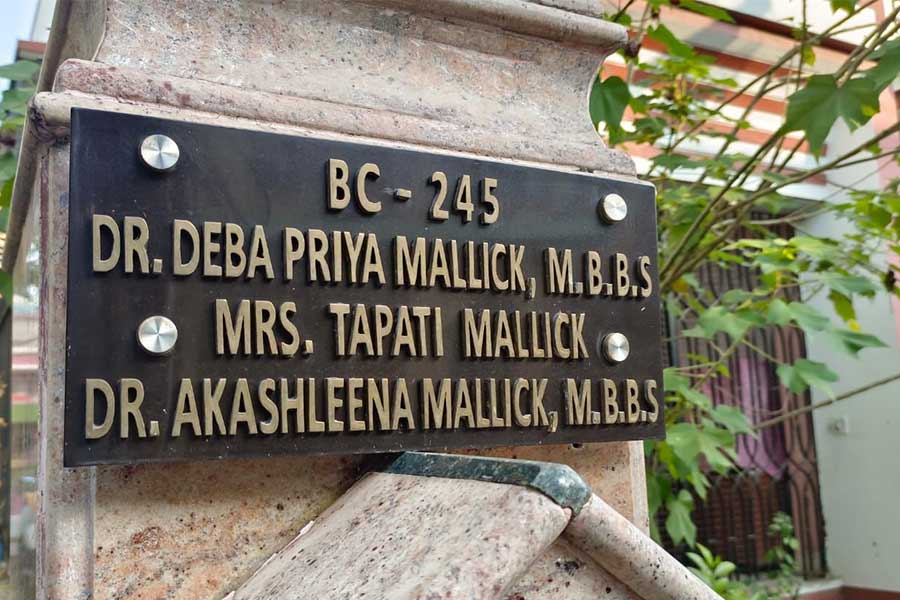 BC - 245
DR. DEBA PRIYA MALLICK, M.B.B.S
MRS. TAPATI MALLICK
DR. AKASHLEENA MALLICK, M.B.B.S